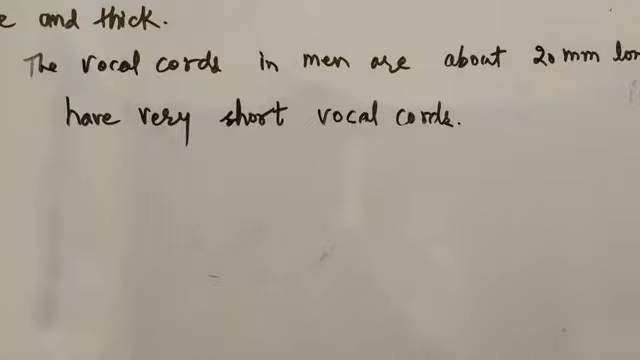 and thick.
The vocal cords in men are about 20 mm
have very short vocal cords.